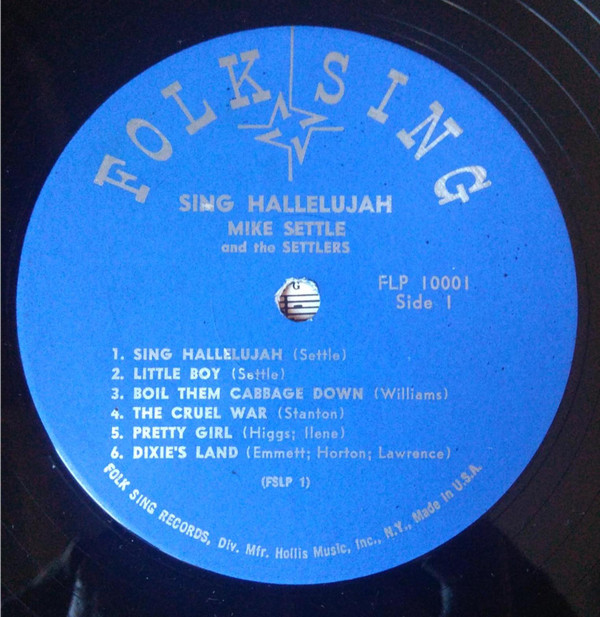 FOLK SING
SING HALLELUJAH
MIKE SETTLE
and the SETTLERS
FLP 10001
Side 1
1. SING HALLELUJAH (Settle)
2. LITTLE BOY (Settle)
3. BOIL THEM CABBAGE DOWN (Williams)
4. THE CRUEL WAR (Stanton)
5. PRETTY GIRL (Higgs; Ilene)
6. DIXIE'S LAND (Emmett; Horton; Lawrence)
(FSLP 1)
FOLK SING RECORDS, Div. Mfr. Hollis Music, Inc., N.Y., Made in U.S.A.